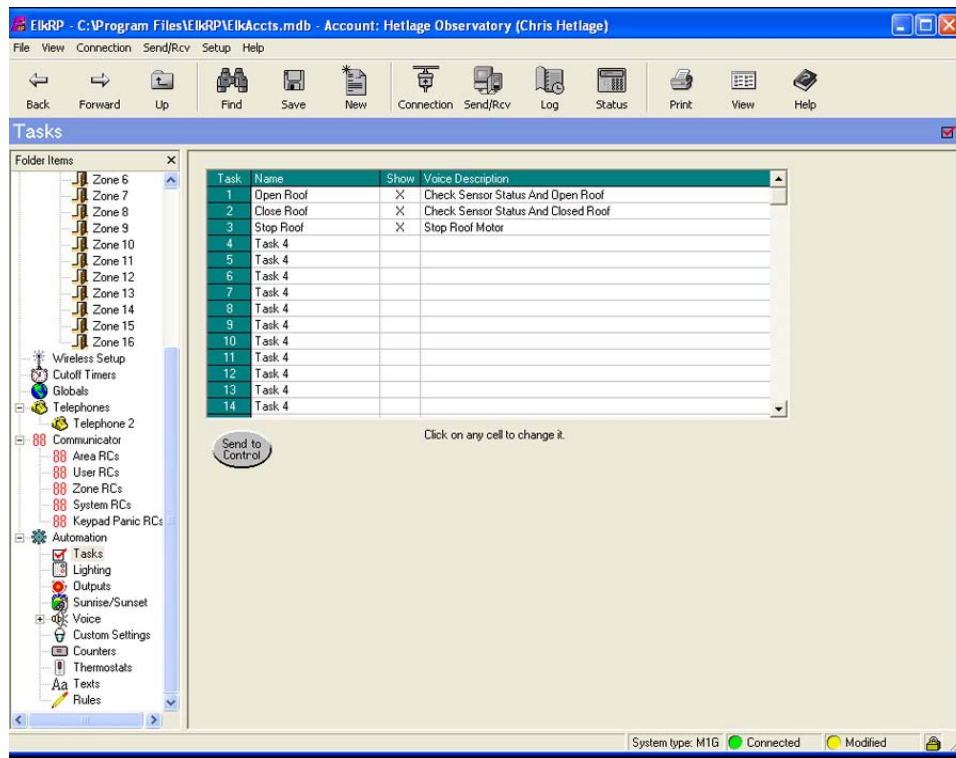 ElkRP - C:\Program Files\ElkRP\ElkAccts.mdb - Account: Hetlage Observatory (Chris Hetlage)
File View Connection Send/Rcv Setup Help
Back Forward Up Find Save New Connection Send/Rcv Log Status Print View Help
Tasks
Folder Items
Zone 6
Zone 7
Zone 8
Zone 9
Zone 10
Zone 11
Zone 12
Zone 13
Zone 14
Zone 15
Zone 16
Wireless Setup
Cutoff Timers
Globals
Telephones
Telephone 2
88 Communicator
88 Area RCs
88 User RCs
88 Zone RCs
88 System RCs
88 Keypad Panic RCs
Automation
Tasks
Lighting
Outputs
Sunrise/Sunset
Voice
Custom Settings
Counters
Thermostats
Aa Texts
Rules
Task Name Show Voice Description
1 Open Roof X Check Sensor Status And Open Roof
2 Close Roof X Check Sensor Status And Closed Roof
3 Stop Roof X Stop Roof Motor
4 Task 4
5 Task 4
6 Task 4
7 Task 4
8 Task 4
9 Task 4
10 Task 4
11 Task 4
12 Task 4
13 Task 4
14 Task 4
Send to
Control
Click on any cell to change it.
System type: M1G Connected Modified